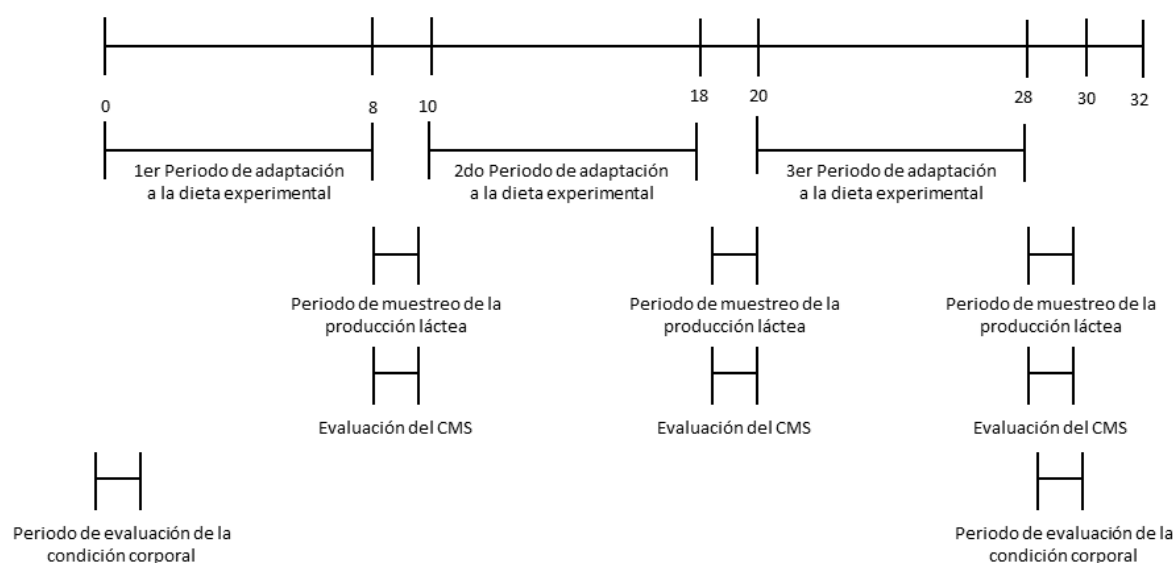 0 8 10 18 20 28 30 32
1er Periodo de adaptación
a la dieta experimental
2do Periodo de adaptación
a la dieta experimental
3er Periodo de adaptación
a la dieta experimental
Periodo de muestreo de la
producción láctea
Periodo de muestreo de la
producción láctea
Periodo de muestreo de la
producción láctea
Evaluación del CMS
Evaluación del CMS
Evaluación del CMS
Periodo de evaluación de la
condición corporal
Periodo de evaluación de la
condición corporal